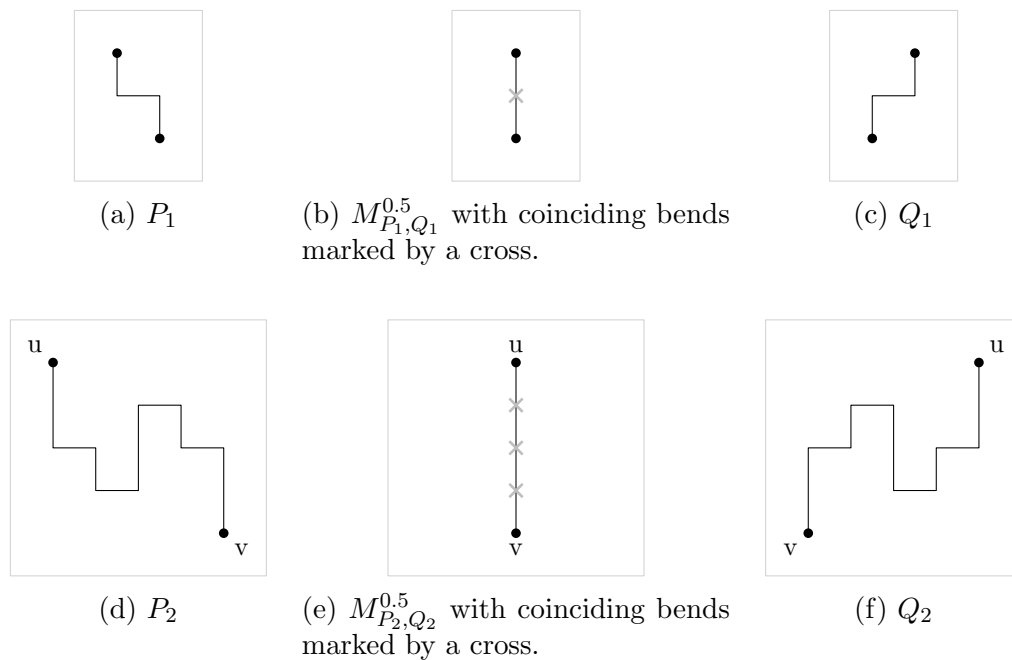 (a) P₁
(b) M^{0.5}_{P₁,Q₁} with coinciding bends
marked by a cross.
(c) Q₁
u
v
u
v
u
v
(d) P₂
(e) M^{0.5}_{P₂,Q₂} with coinciding bends
marked by a cross.
(f) Q₂